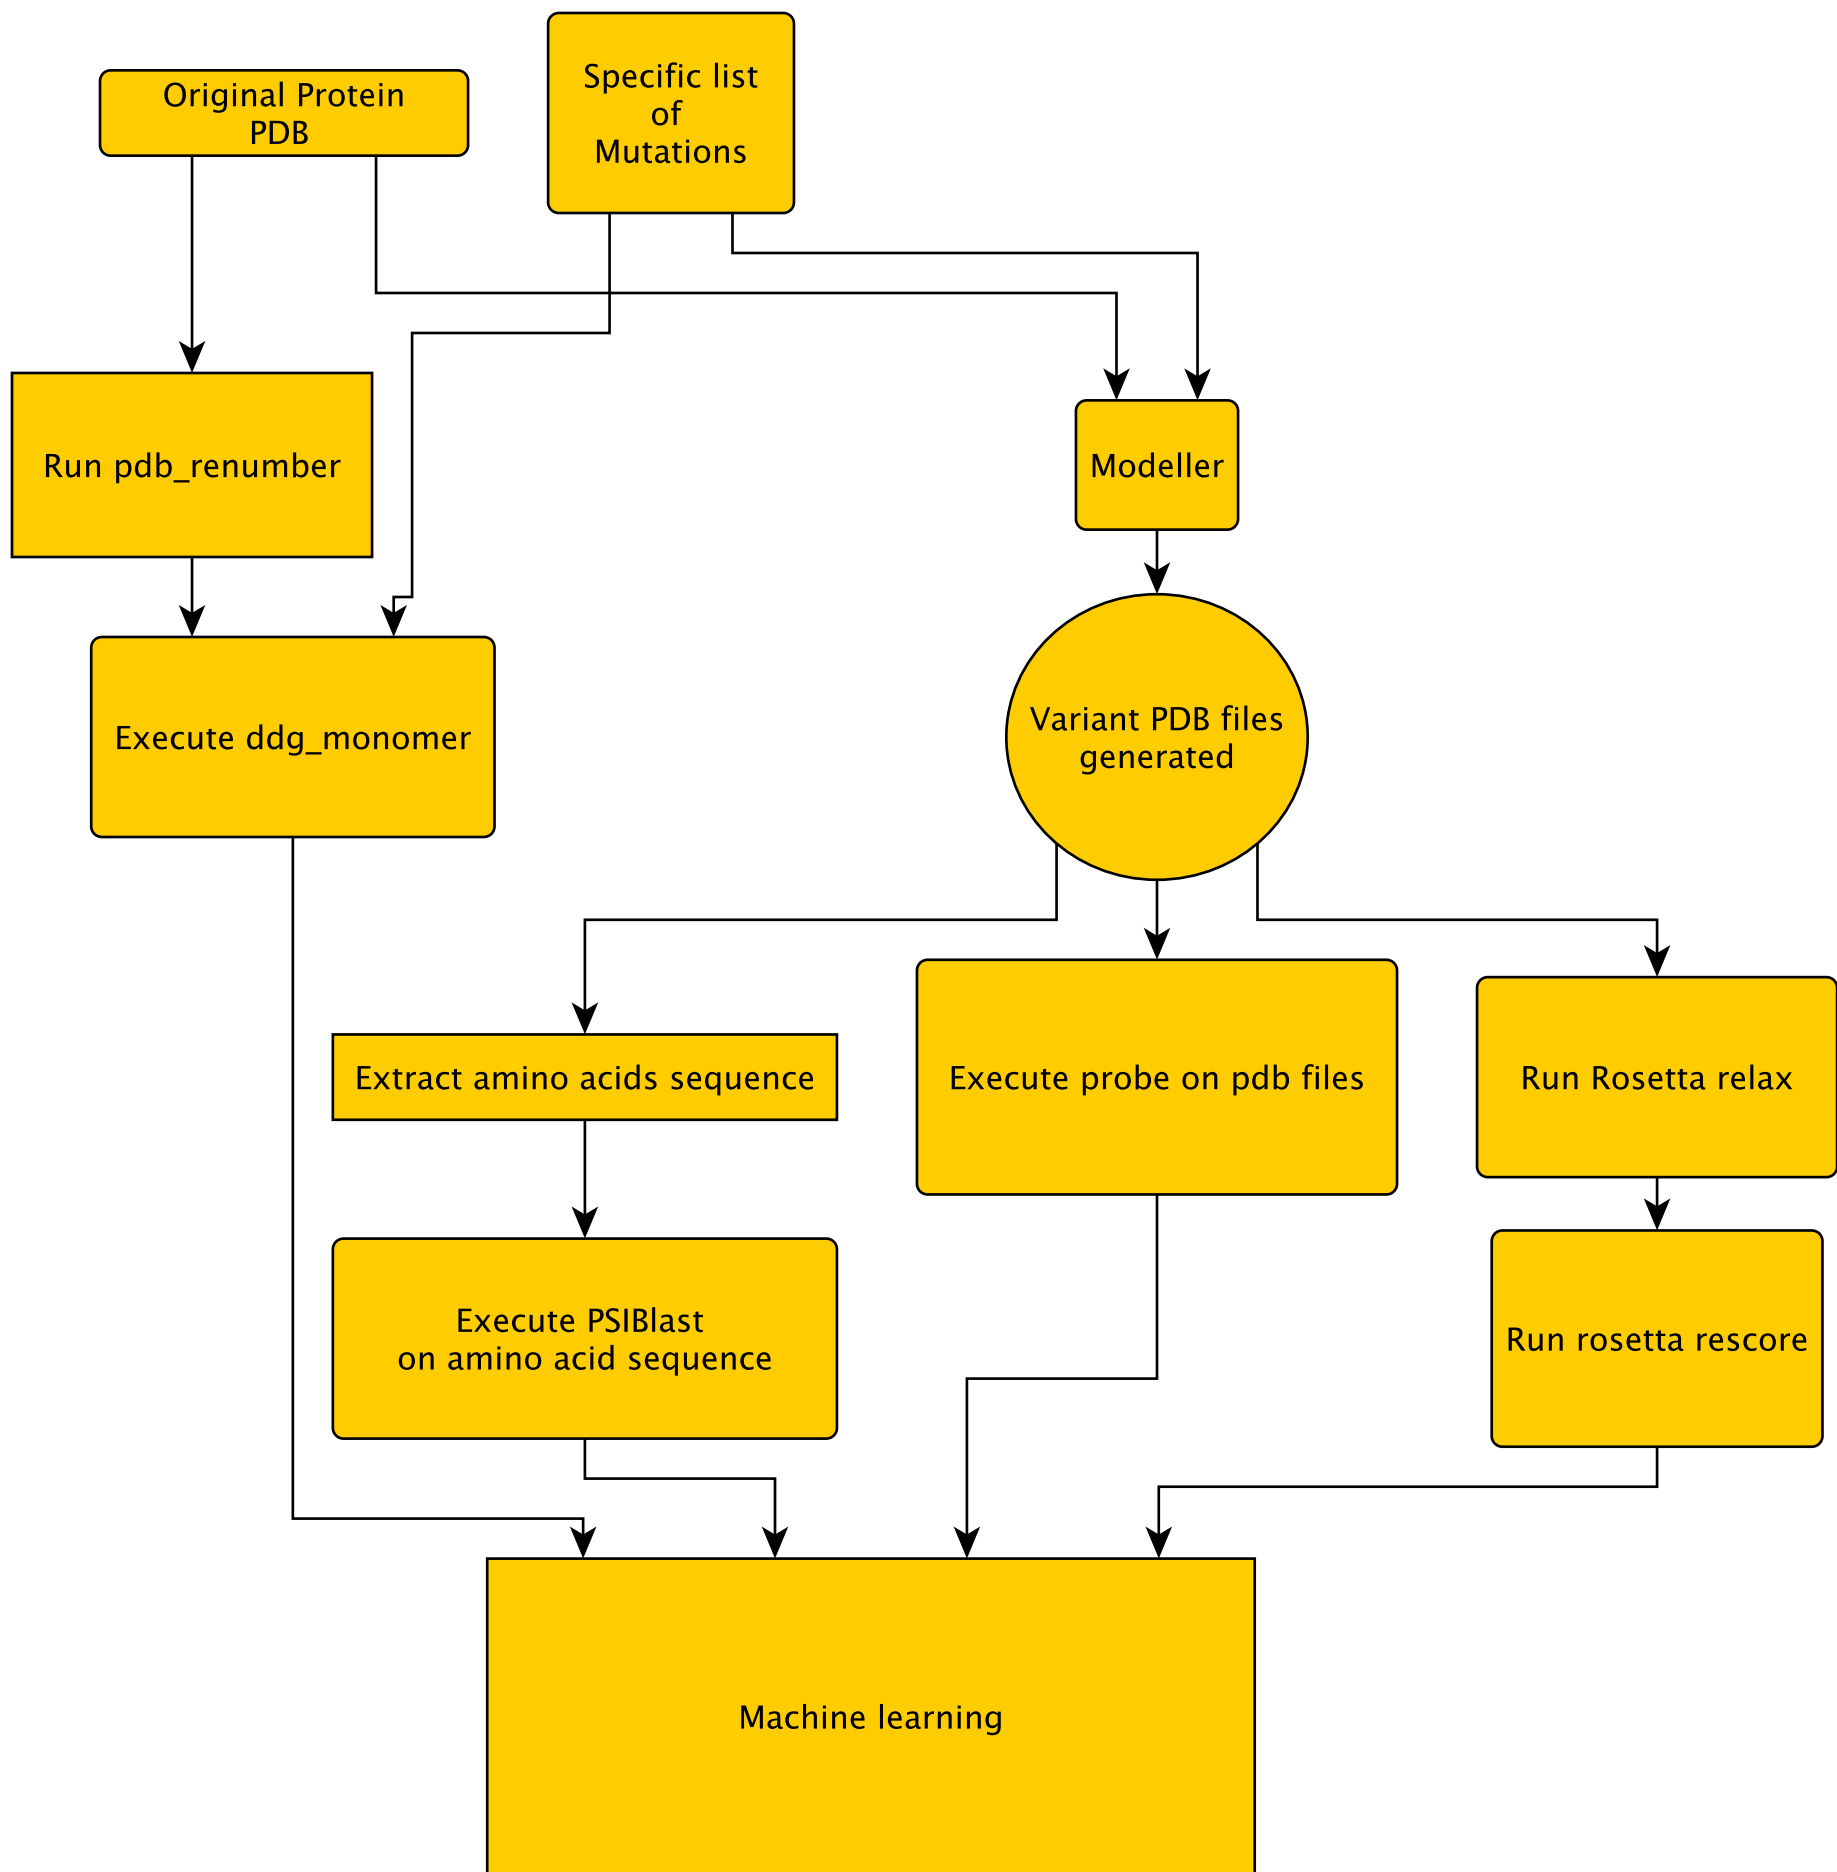 Original Protein
PDB
Specific list
of
Mutations
Run pdb_renumber
Modeller
Execute ddg_monomer
Variant PDB files
generated
Extract amino acids sequence
Execute probe on pdb files
Run Rosetta relax
Execute PSIBlast
on amino acid sequence
Run rosetta rescore
Machine learning